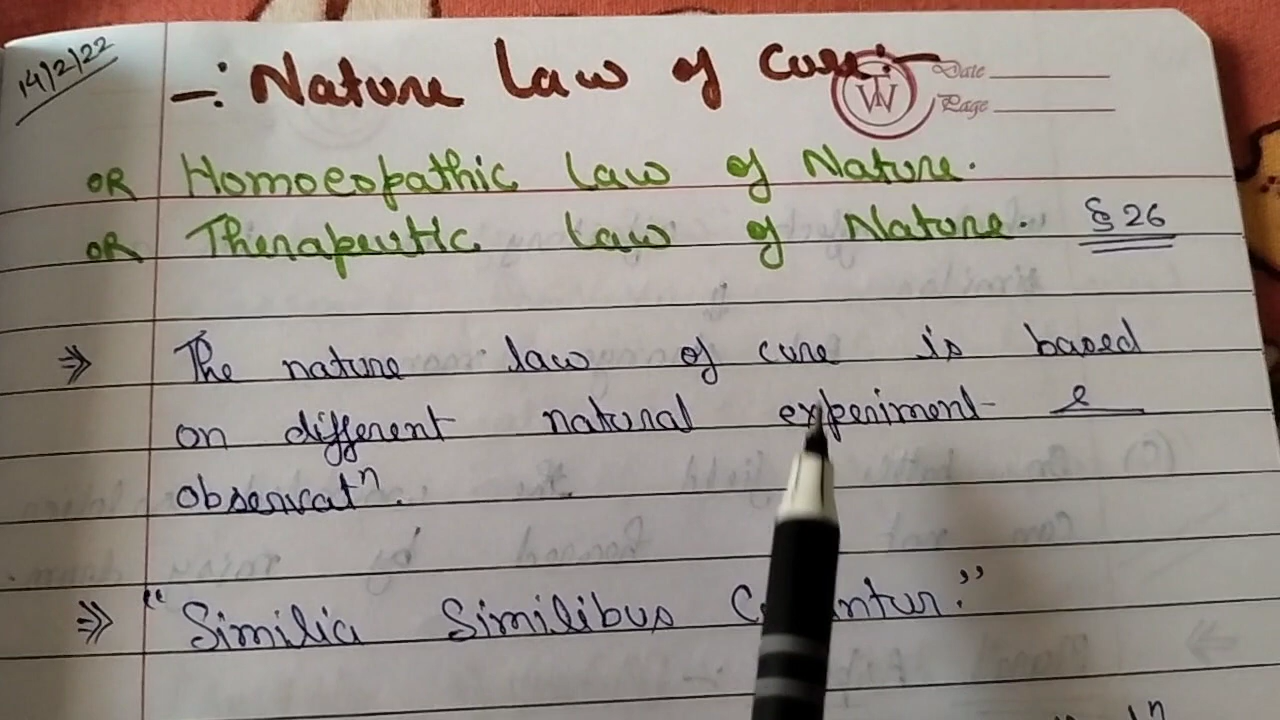 14/2/22
-: Nature Law of Cure:-
VN
Date
Page
OR Homoeopathic Law of Nature.
OR Therapeutic Law of Nature. § 26
⇒ The nature law of cure is based
on different natural experiment &
observatⁿ.
⇒ "Similia Similibus